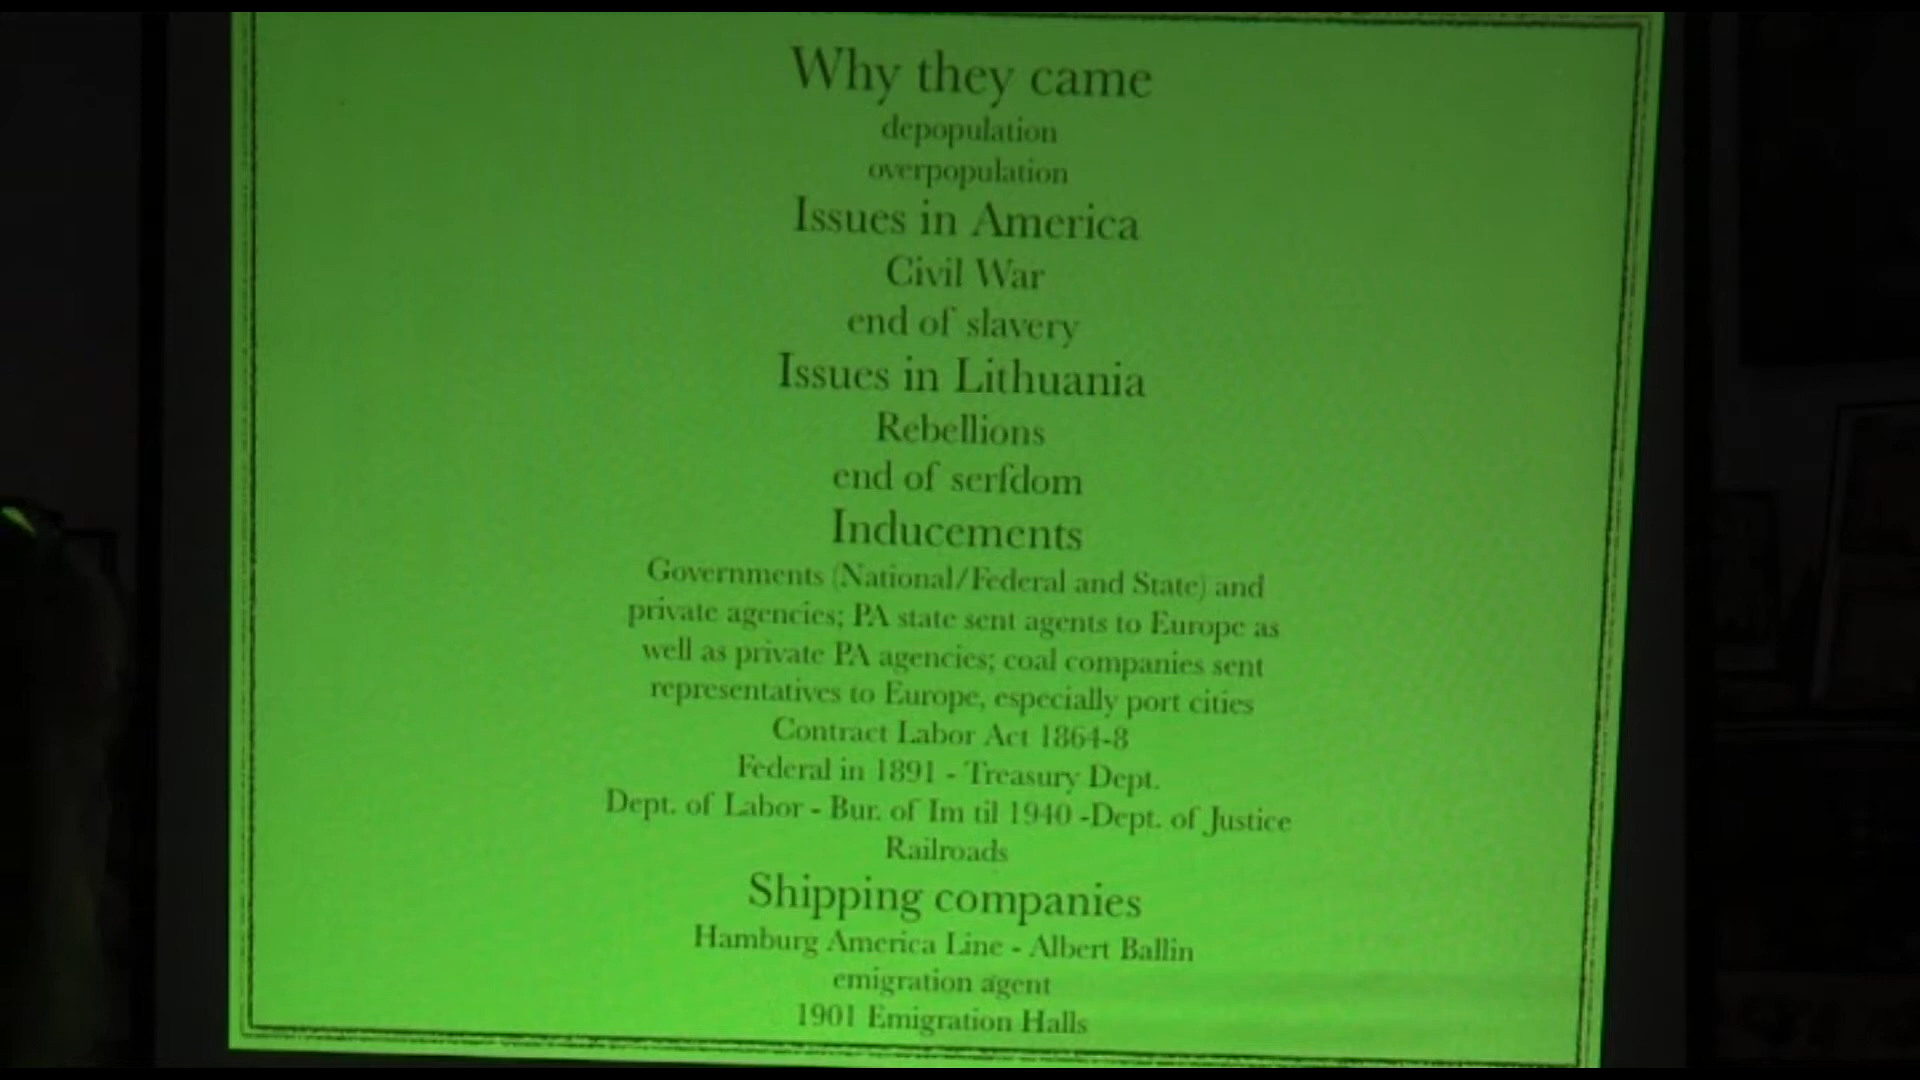 Why they came
depopulation
overpopulation
Issues in America
Civil War
end of slavery
Issues in Lithuania
Rebellions
end of serfdom
Inducements
Governments (National/Federal and State) and
private agencies; PA state sent agents to Europe as
well as private PA agencies; coal companies sent
representatives to Europe, especially port cities
Contract Labor Act 1864-8
Federal in 1891 - Treasury Dept.
Dept. of Labor - Bur. of Im til 1940 -Dept. of Justice
Railroads
Shipping companies
Hamburg America Line - Albert Ballin
emigration agent
1901 Emigration Halls